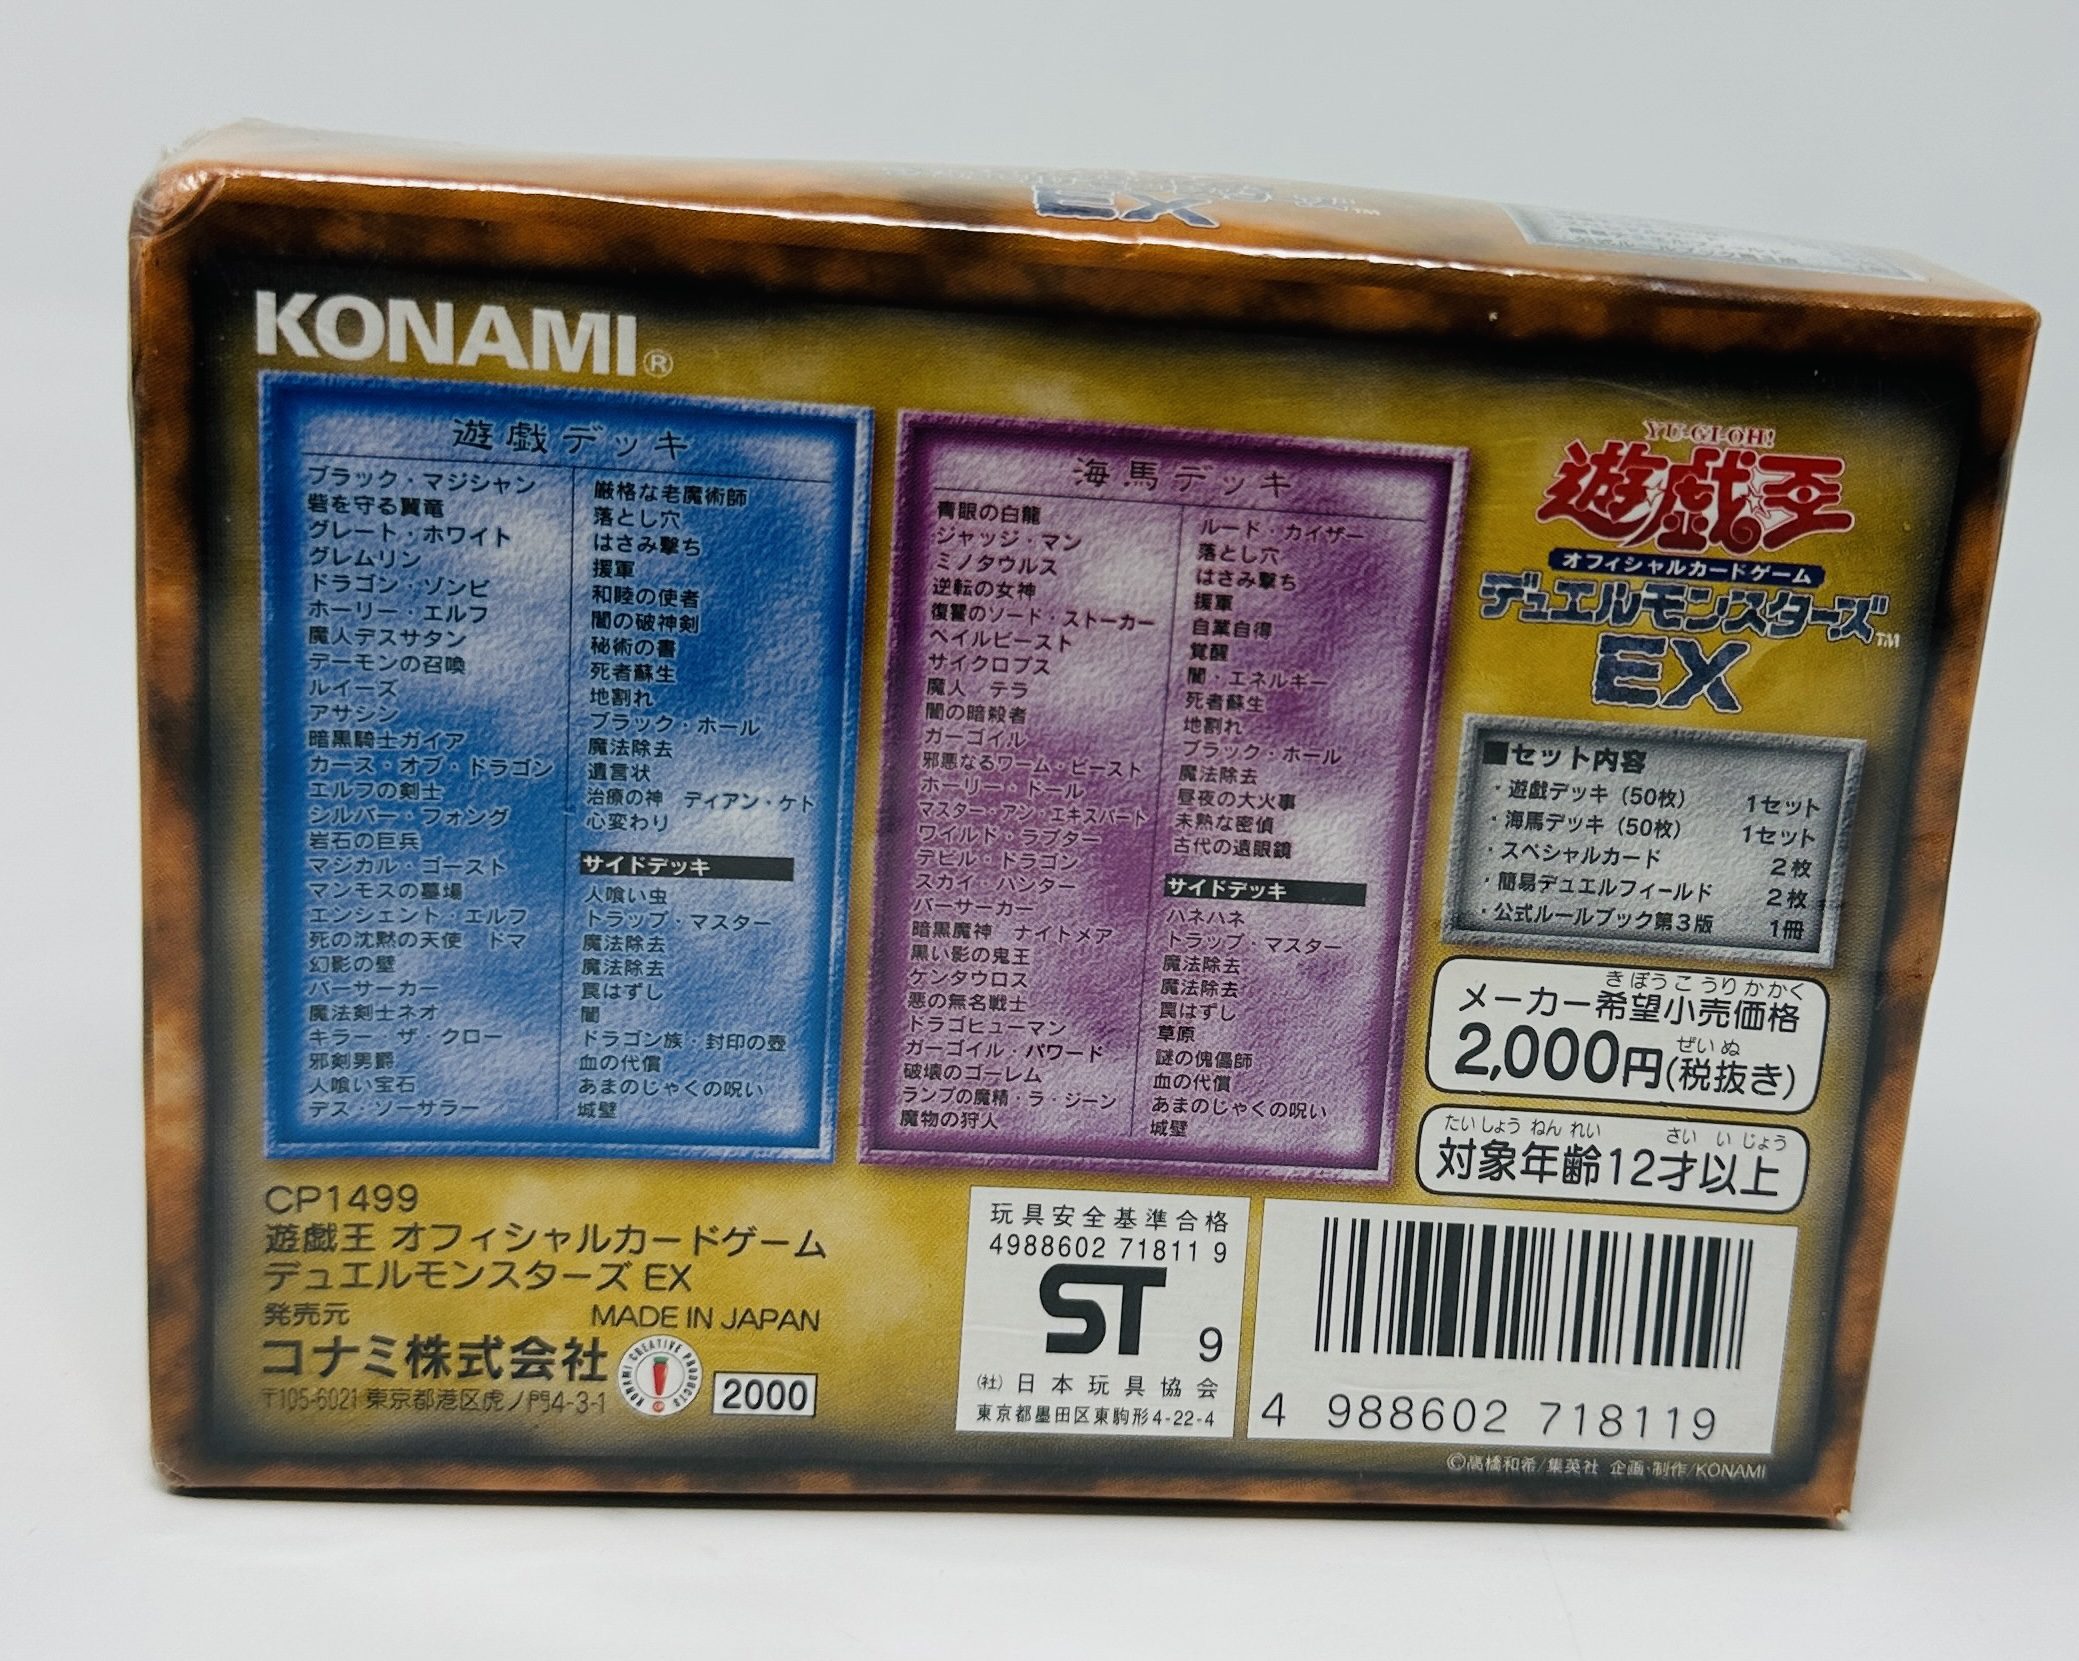 EX
KONAMI®
遊戯デッキ
ブラック・マジシャン
砦を守る翼竜
グレート・ホワイト
グレムリン
ドラゴン・ゾンビ
ホーリー・エルフ
魔人デスサタン
デーモンの召喚
ルイーズ
アサシン
暗黒騎士ガイア
カース・オブ・ドラゴン
エルフの剣士
シルバー・フォング
岩石の巨兵
マジカル・ゴースト
マンモスの墓場
エンシェント・エルフ
死の沈黙の天使 ドマ
幻影の壁
バーサーカー
魔法剣士ネオ
キラー・ザ・クロー
邪剣男爵
人喰い宝石
デス・ソーサラー
厳格な老魔術師
落とし穴
はさみ撃ち
援軍
和睦の使者
闇の破神剣
秘術の書
死者蘇生
地割れ
ブラック・ホール
魔法除去
遺言状
治療の神 ディアン・ケト
心変わり
サイドデッキ
人喰い虫
トラップ・マスター
魔法除去
魔法除去
罠はずし
闇
ドラゴン族・封印の壺
血の代償
あまのじゃくの呪い
城壁
海馬デッキ
青眼の白龍
ジャッジ・マン
ミノタウルス
逆転の女神
復讐のソード・ストーカー
ヘイルビースト
サイクロプス
魔人 テラ
闇の暗殺者
ガーゴイル
邪悪なるワーム・ビースト
ホーリー・ドール
マスター・アン・エキスパート
ワイルド・ラプター
デビル・ドラゴン
スカイ・ハンター
バーサーカー
暗黒魔神 ナイトメア
黒い影の鬼王
ケンタウロス
悪の無名戦士
ドラゴヒューマン
ガーゴイル・パワード
破壊のゴーレム
ランプの魔精・ラ・ジーン
魔物の狩人
ルード・カイザー
落とし穴
はさみ撃ち
援軍
自業自得
覚醒
闇・エネルギー
死者蘇生
地割れ
ブラック・ホール
魔法除去
昼夜の大火事
未熟な密偵
古代の遠眼鏡
サイドデッキ
ハネハネ
トラップ・マスター
魔法除去
魔法除去
罠はずし
草原
謎の傀儡師
血の代償
あまのじゃくの呪い
城壁
YU-GI-OH!
遊戯王
オフィシャルカードゲーム
デュエルモンスターズ™
EX
■セット内容
・遊戯デッキ（50枚） 1セット
・海馬デッキ（50枚） 1セット
・スペシャルカード 2枚
・簡易デュエルフィールド 2枚
・公式ルールブック第3版 1冊
きぼうこうりかかく
メーカー希望小売価格
ぜいぬ
2,000円(税抜き)
たいしょうねんれい さいいじょう
対象年齢12才以上
CP1499
遊戯王 オフィシャルカードゲーム
デュエルモンスターズ EX
発売元 MADE IN JAPAN
コナミ株式会社
〒105-6021 東京都港区虎ノ門4-3-1
KONAMI CREATIVE PRODUCTS
2000
玩具安全基準合格
4988602 71811 9
ST 9
(社)日本玩具協会
東京都墨田区東駒形4-22-4
4 988602 718119
©高橋和希/集英社 企画・制作/KONAMI